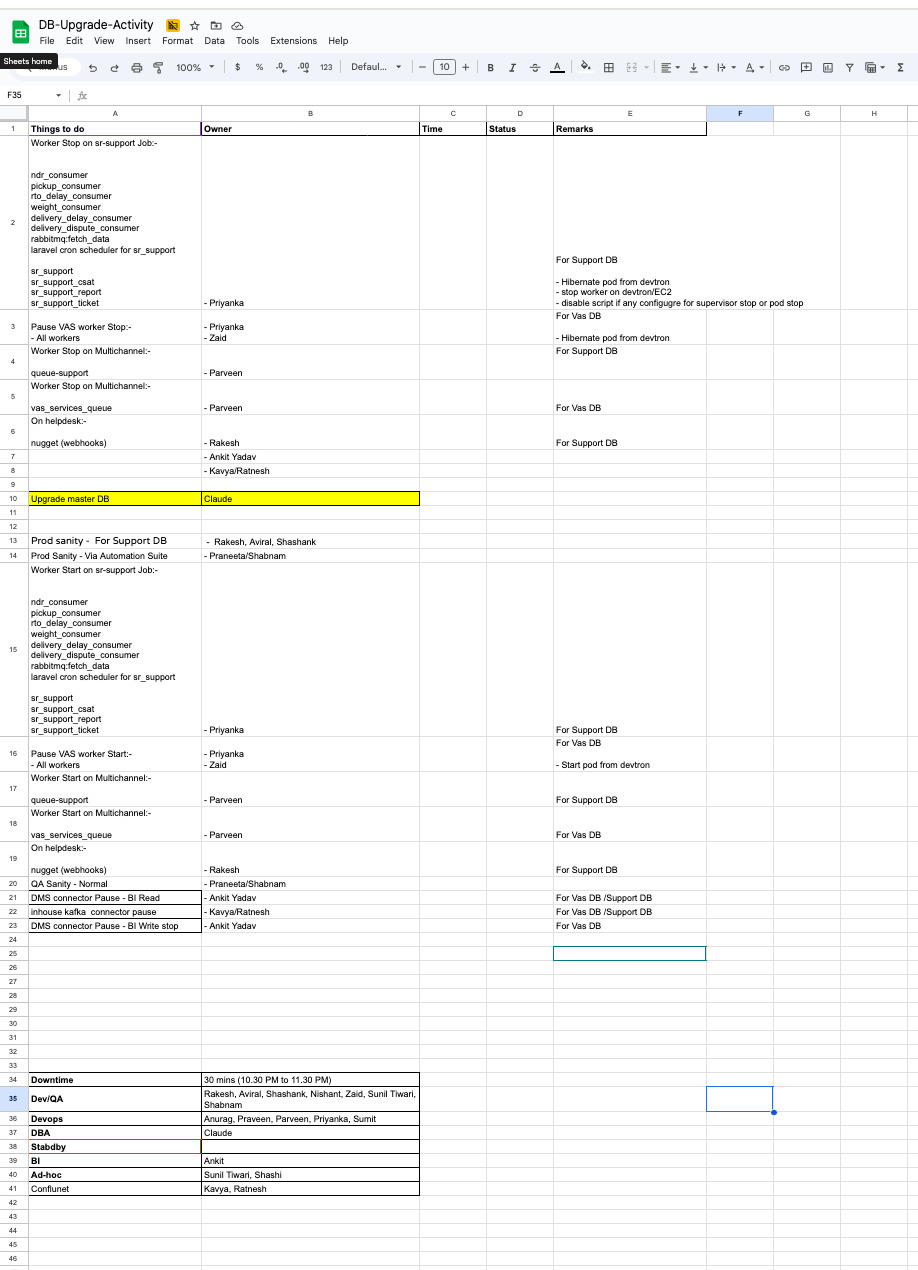 DB-Upgrade-Activity
File Edit View Insert Format Data Tools Extensions Help
Sheets home
100% $ % .0 .00 123 Defaul... 10 B I A
F35 fx
A B C D E F G H
1 Things to do Owner Time Status Remarks
2
Worker Stop on sr-support Job:-
ndr_consumer
pickup_consumer
rto_delay_consumer
weight_consumer
delivery_delay_consumer
delivery_dispute_consumer
rabbitmq:fetch_data
laravel cron scheduler for sr_support
sr_support
sr_support_csat
sr_support_report
sr_support_ticket
- Priyanka
For Support DB
- Hibernate pod from devtron
- stop worker on devtron/EC2
- disable script if any configugre for supervisor stop or pod stop
3
Pause VAS worker Stop:-
- All workers
- Priyanka
- Zaid
For Vas DB
- Hibernate pod from devtron
4
Worker Stop on Multichannel:-
queue-support
- Parveen
For Support DB
5
Worker Stop on Multichannel:-
vas_services_queue
- Parveen
For Vas DB
6
On helpdesk:-
nugget (webhooks)
- Rakesh
For Support DB
7 - Ankit Yadav
8 - Kavya/Ratnesh
9
10 Upgrade master DB Claude
11
12
13 Prod sanity - For Support DB - Rakesh, Aviral, Shashank
14 Prod Sanity - Via Automation Suite - Praneeta/Shabnam
15
Worker Start on sr-support Job:-
ndr_consumer
pickup_consumer
rto_delay_consumer
weight_consumer
delivery_delay_consumer
delivery_dispute_consumer
rabbitmq:fetch_data
laravel cron scheduler for sr_support
sr_support
sr_support_csat
sr_support_report
sr_support_ticket
- Priyanka
For Support DB
16
Pause VAS worker Start:-
- All workers
- Priyanka
- Zaid
For Vas DB
- Start pod from devtron
17
Worker Start on Multichannel:-
queue-support
- Parveen
For Support DB
18
Worker Start on Multichannel:-
vas_services_queue
- Parveen
For Vas DB
19
On helpdesk:-
nugget (webhooks)
- Rakesh
For Support DB
20 QA Sanity - Normal - Praneeta/Shabnam
21 DMS connector Pause - BI Read - Ankit Yadav For Vas DB /Support DB
22 inhouse kafka connector pause - Kavya/Ratnesh For Vas DB /Support DB
23 DMS connector Pause - BI Write stop - Ankit Yadav For Vas DB
24
25
26
27
28
29
30
31
32
33
34 Downtime 30 mins (10.30 PM to 11.30 PM)
35 Dev/QA Rakesh, Aviral, Shashank, Nishant, Zaid, Sunil Tiwari,
Shabnam
36 Devops Anurag, Praveen, Parveen, Priyanka, Sumit
37 DBA Claude
38 Stabdby
39 BI Ankit
40 Ad-hoc Sunil Tiwari, Shashi
41 Conflunet Kavya, Ratnesh
42
43
44
45
46